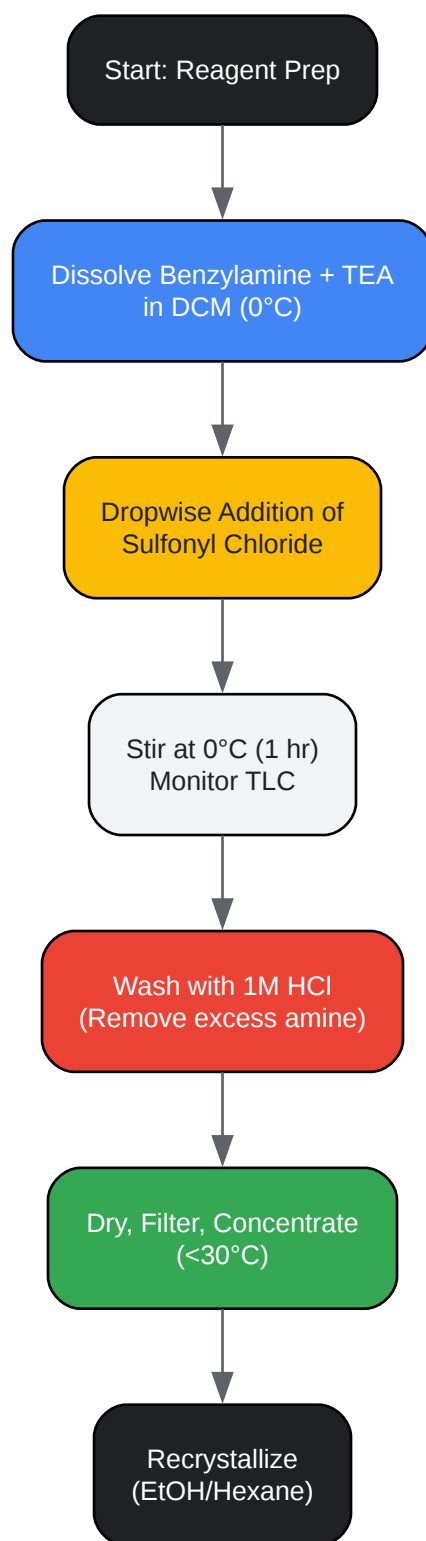 Start: Reagent Prep
Dissolve Benzylamine + TEA
in DCM (0°C)
Dropwise Addition of
Sulfonyl Chloride
Stir at 0°C (1 hr)
Monitor TLC
Wash with 1M HCl
(Remove excess amine)
Dry, Filter, Concentrate
(<30°C)
Recrystallize
(EtOH/Hexane)